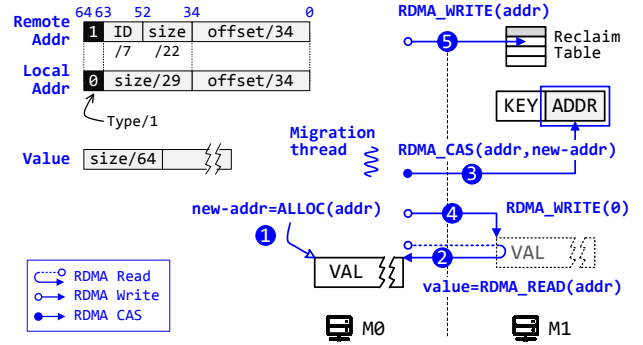 64 63 52 34 0
Remote Addr
1 ID size offset/34
/7 /22
Local Addr
0 size/29 offset/34
Type/1
Value size/64
RDMA_WRITE(addr)
5
Reclaim Table
KEY ADDR
Migration thread
RDMA_CAS(addr,new-addr)
3
new-addr=ALLOC(addr)
4
RDMA_WRITE(0)
1
2
VAL
VAL
value=RDMA_READ(addr)
RDMA Read
RDMA Write
RDMA CAS
M0
M1